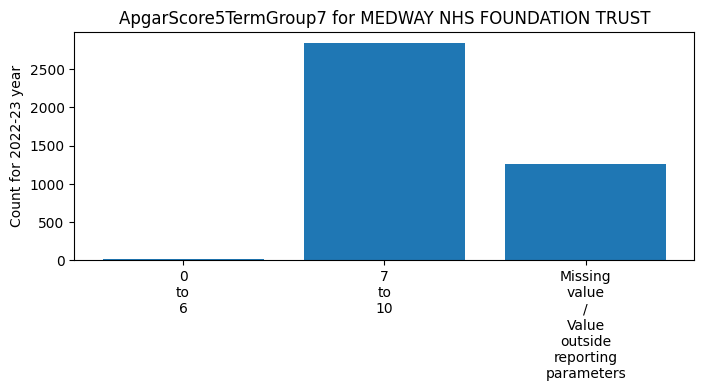 ApgarScore5TermGroup7 for MEDWAY NHS FOUNDATION TRUST
Count for 2022-23 year
2500
2000
1500
1000
500
0
0
to
6
7
to
10
Missing
value
/
Value
outside
reporting
parameters